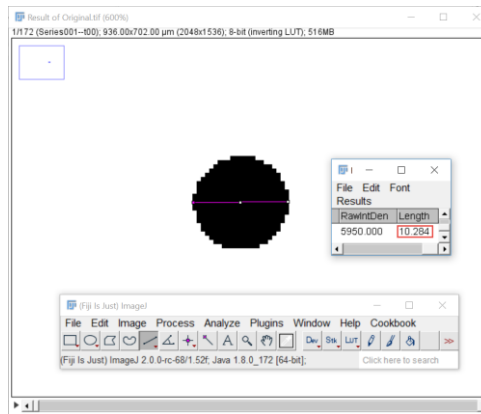 Result of Original.tif (600%)
1/172 (Series001--t00); 936.00x702.00 µm (2048x1536); 8-bit (inverting LUT); 516MB
File Edit Font
Results
RawIntDen Length
5950.000 10.284
(Fiji Is Just) ImageJ
File Edit Image Process Analyze Plugins Window Help Cookbook
A Dev Stk LUT >>
(Fiji Is Just) ImageJ 2.0.0-rc-68/1.52f; Java 1.8.0_172 [64-bit]; Click here to search